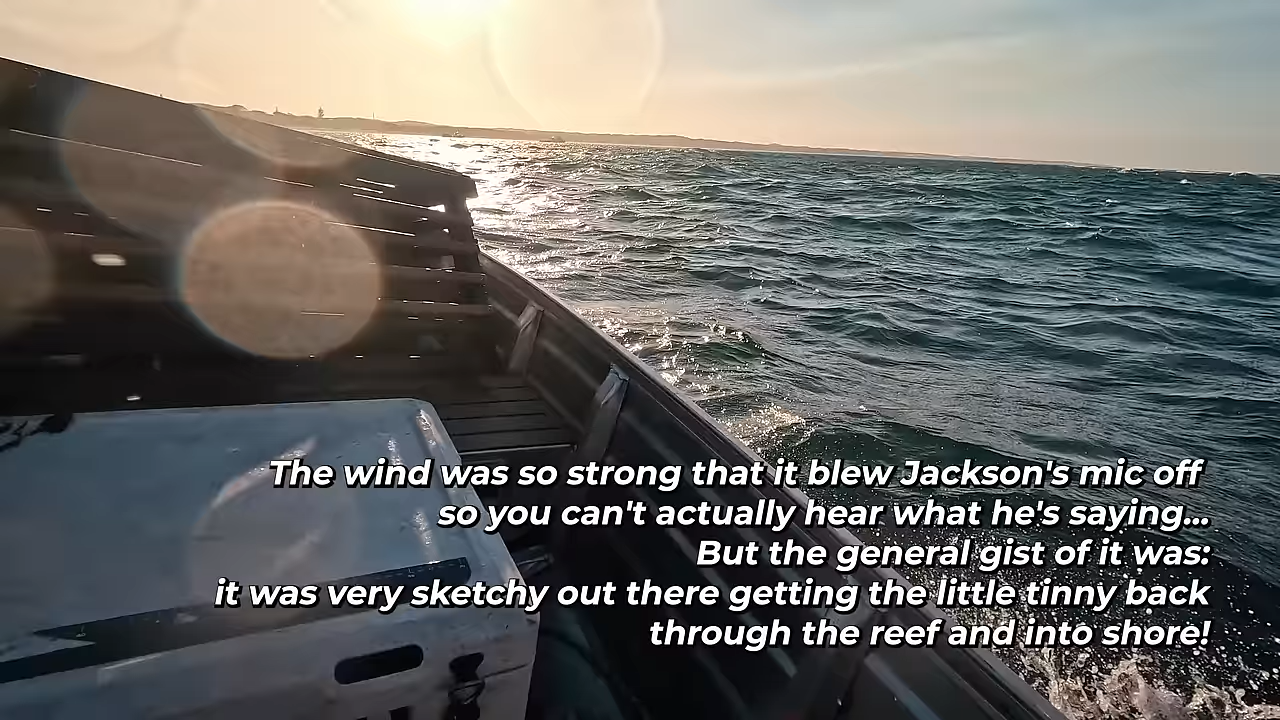 The wind was so strong that it blew Jackson's mic off
so you can't actually hear what he's saying...
But the general gist of it was:
it was very sketchy out there getting the little tinny back
through the reef and into shore!